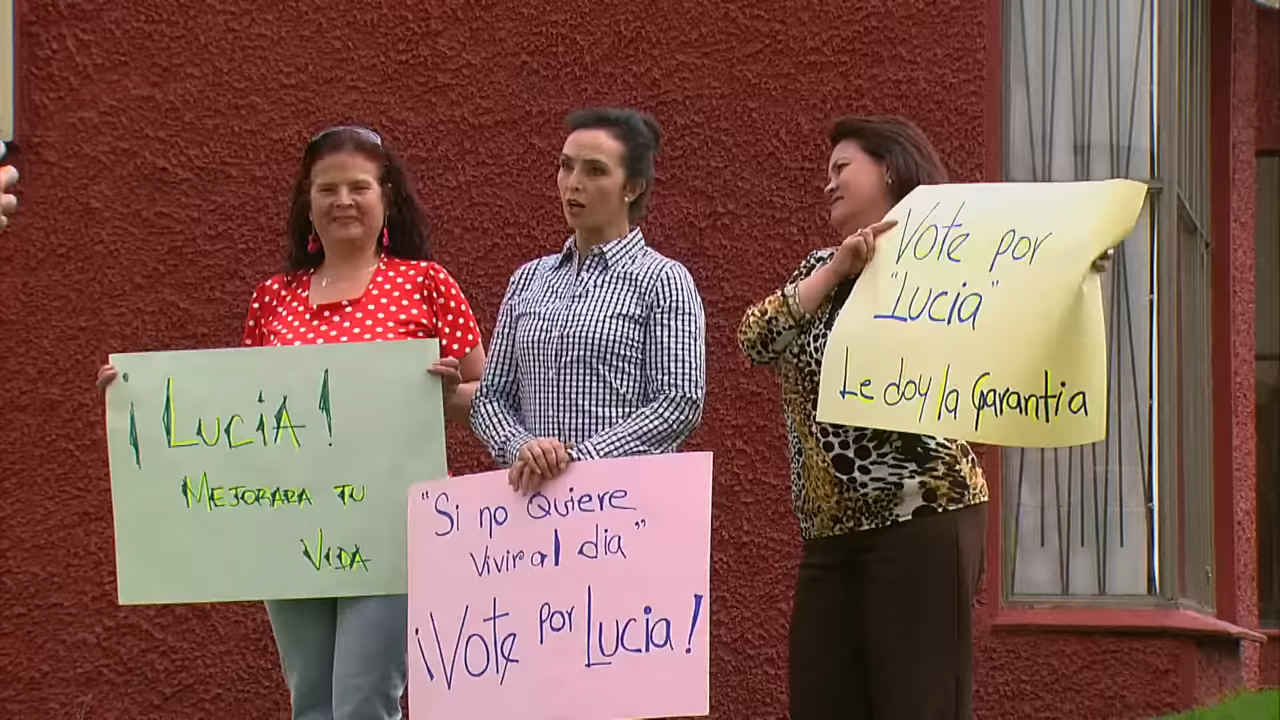 ¡LUCIA!
MEJORARA TU
VIDA
"Si no Quiere
Vivir al dia"
¡Vote por Lucia!
Vote por
"Lucia"
Le doy la Garantia